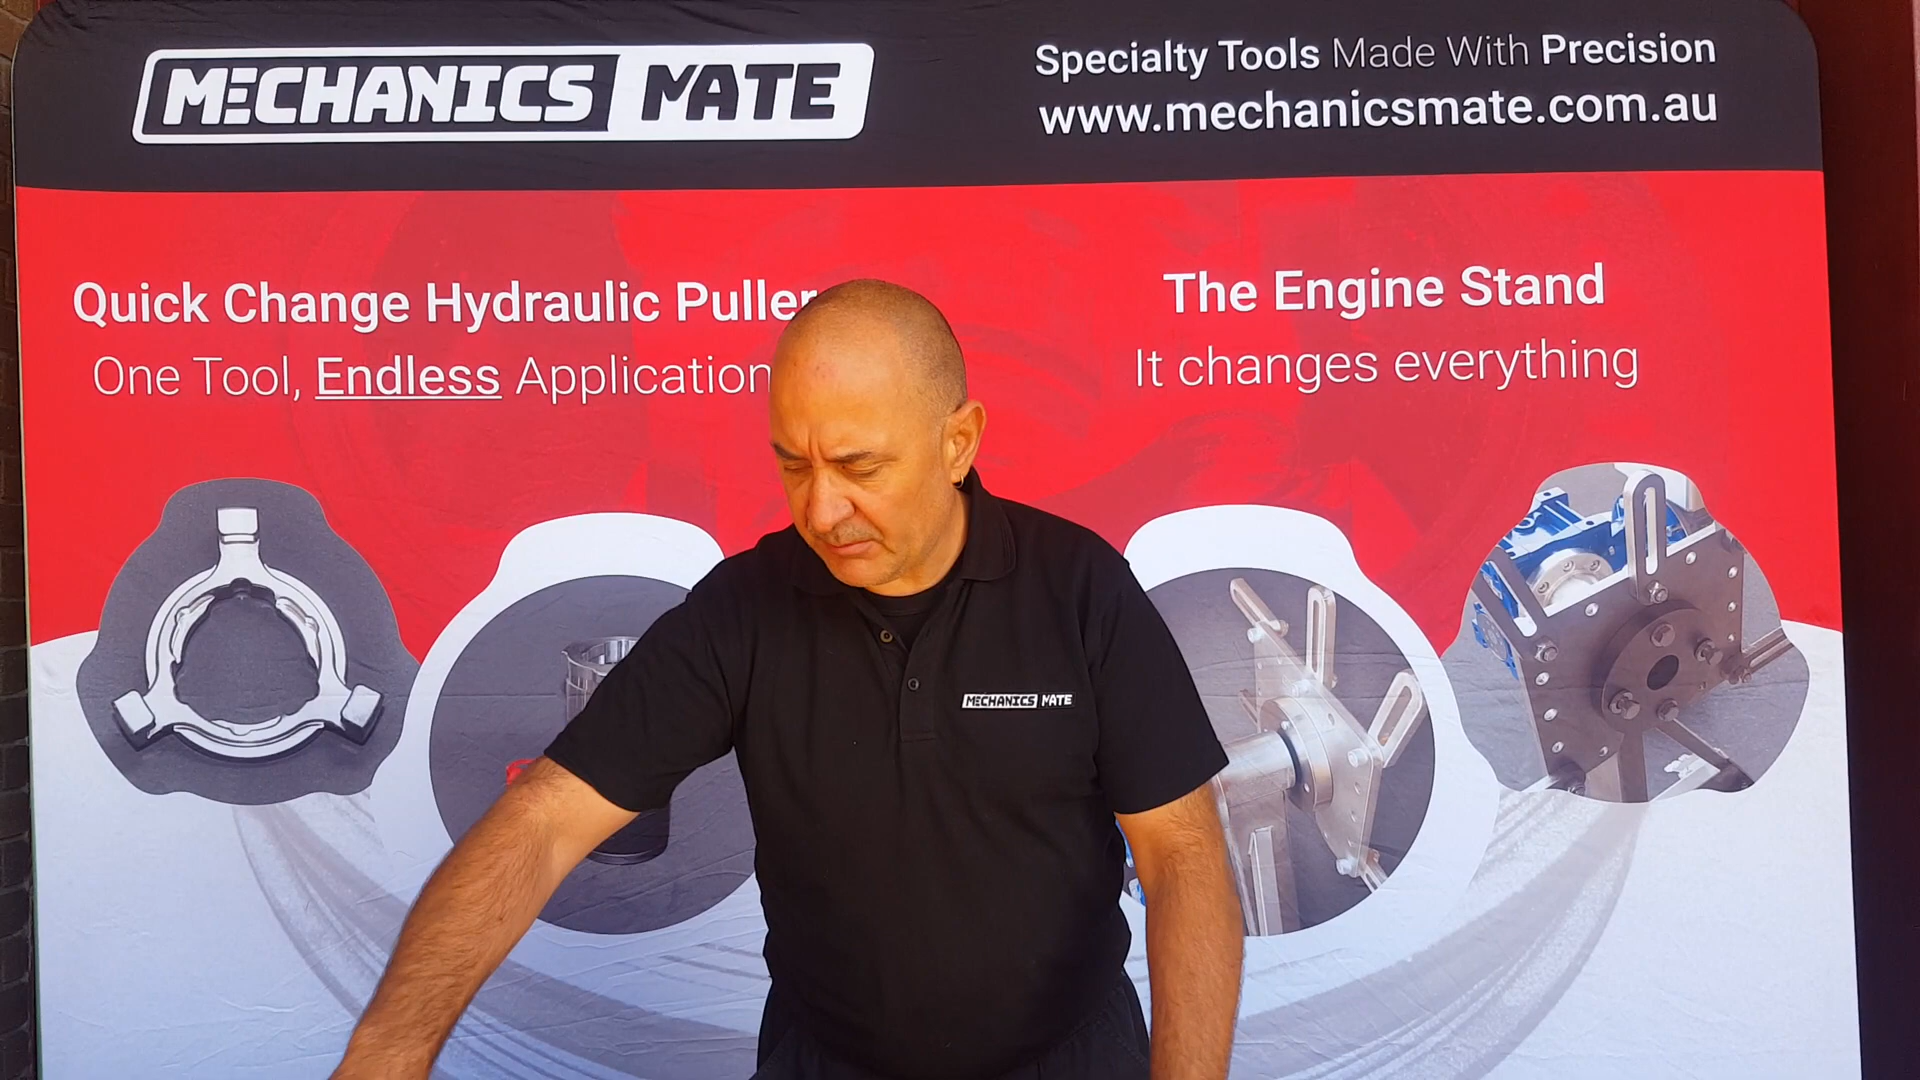 MECHANICS MATE
Specialty Tools Made With Precision
www.mechanicsmate.com.au
Quick Change Hydraulic Puller
One Tool, Endless Application
The Engine Stand
It changes everything
MECHANICS MATE